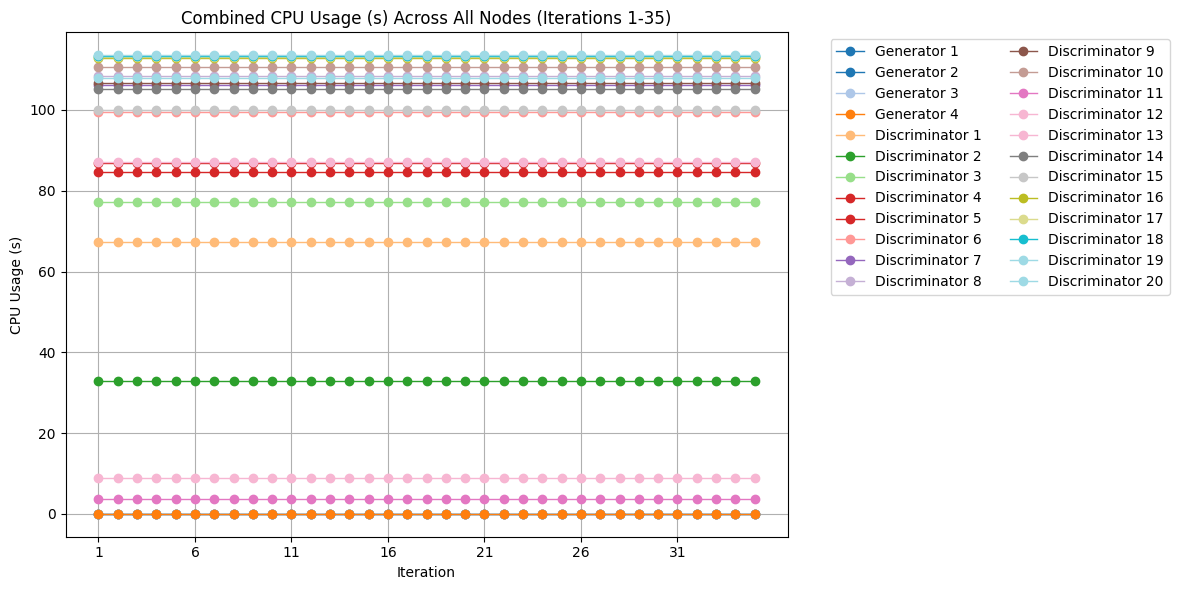 Combined CPU Usage (s) Across All Nodes (Iterations 1-35)
CPU Usage (s)
100
80
60
40
20
0
1 6 11 16 21 26 31
Iteration
Generator 1
Generator 2
Generator 3
Generator 4
Discriminator 1
Discriminator 2
Discriminator 3
Discriminator 4
Discriminator 5
Discriminator 6
Discriminator 7
Discriminator 8
Discriminator 9
Discriminator 10
Discriminator 11
Discriminator 12
Discriminator 13
Discriminator 14
Discriminator 15
Discriminator 16
Discriminator 17
Discriminator 18
Discriminator 19
Discriminator 20